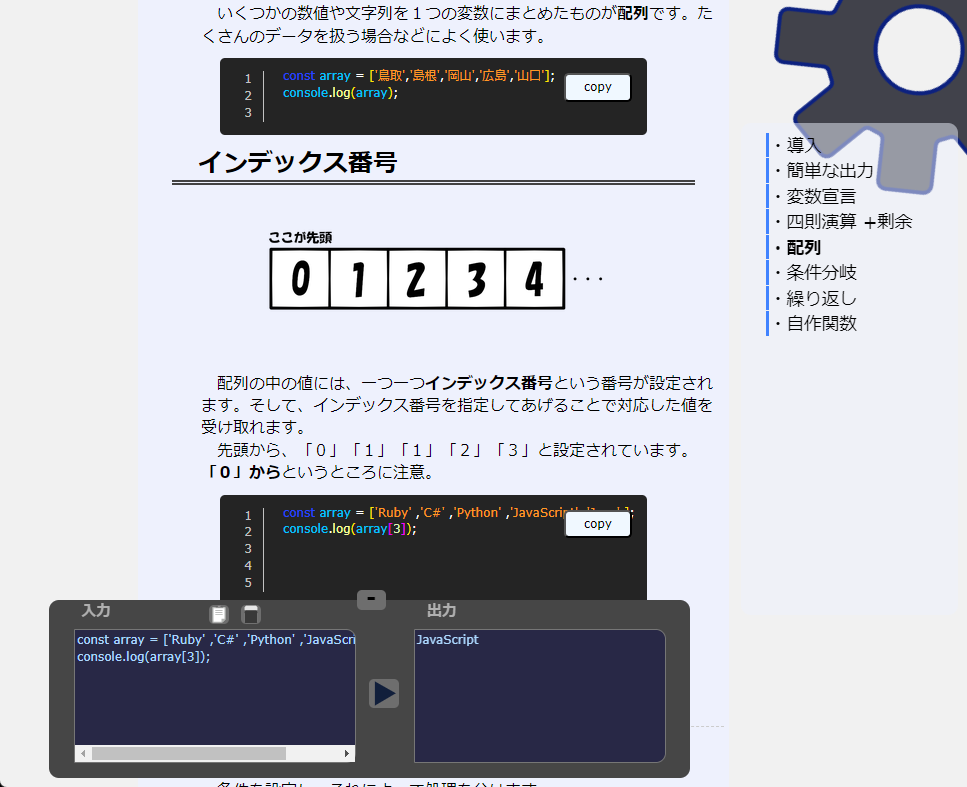 いくつかの数値や文字列を１つの変数にまとめたものが配列です。た
くさんのデータを扱う場合などによく使います。
1 const array = ['鳥取','島根','岡山','広島','山口'];
2 console.log(array);
3
copy
インデックス番号
ここが先頭
0 1 2 3 4 ・・・
配列の中の値には、一つ一つインデックス番号という番号が設定され
ます。そして、インデックス番号を指定してあげることで対応した値を
受け取れます。
先頭から、「０」「１」「１」「２」「３」と設定されています。
「０」からというところに注意。
1 const array = ['Ruby' ,'C#' ,'Python' ,'JavaScript'
2 console.log(array[3]);
3
4
5
copy
・導入
・簡単な出力
・変数宣言
・四則演算 +剰余
・配列
・条件分岐
・繰り返し
・自作関数
-
入力
const array = ['Ruby' ,'C#' ,'Python' ,'JavaScri
console.log(array[3]);
出力
JavaScript